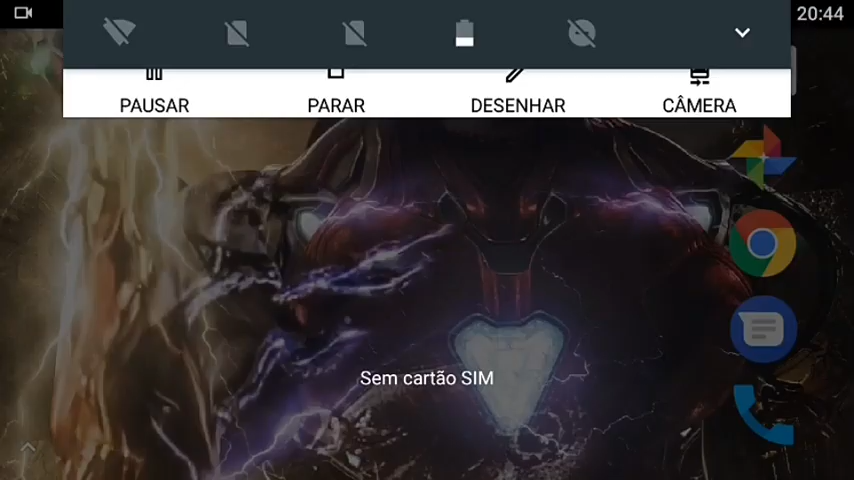 20:44
PAUSAR
PARAR
DESENHAR
CÂMERA
Sem cartão SIM